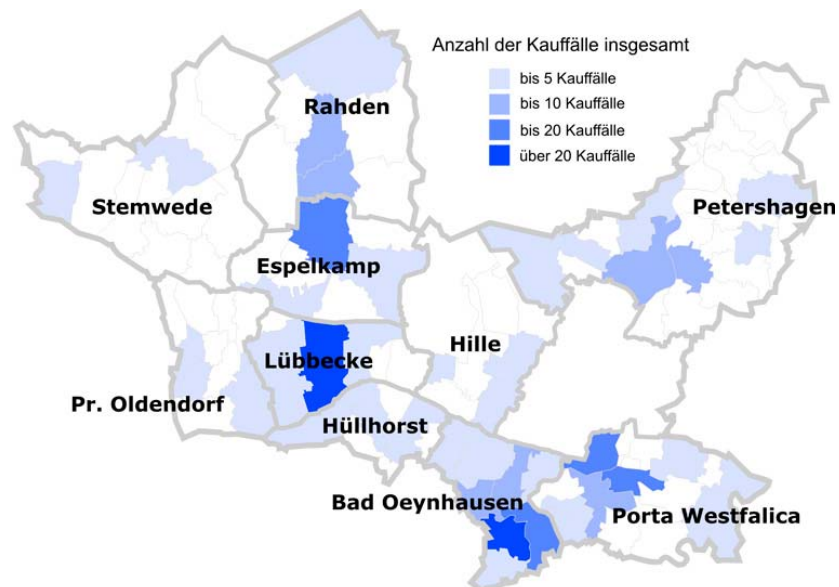 Anzahl der Kauffälle insgesamt
bis 5 Kauffälle
bis 10 Kauffälle
bis 20 Kauffälle
über 20 Kauffälle
Rahden
Stemwede
Petershagen
Espelkamp
Hille
Lübbecke
Pr. Oldendorf
Hüllhorst
Bad Oeynhausen
Porta Westfalica